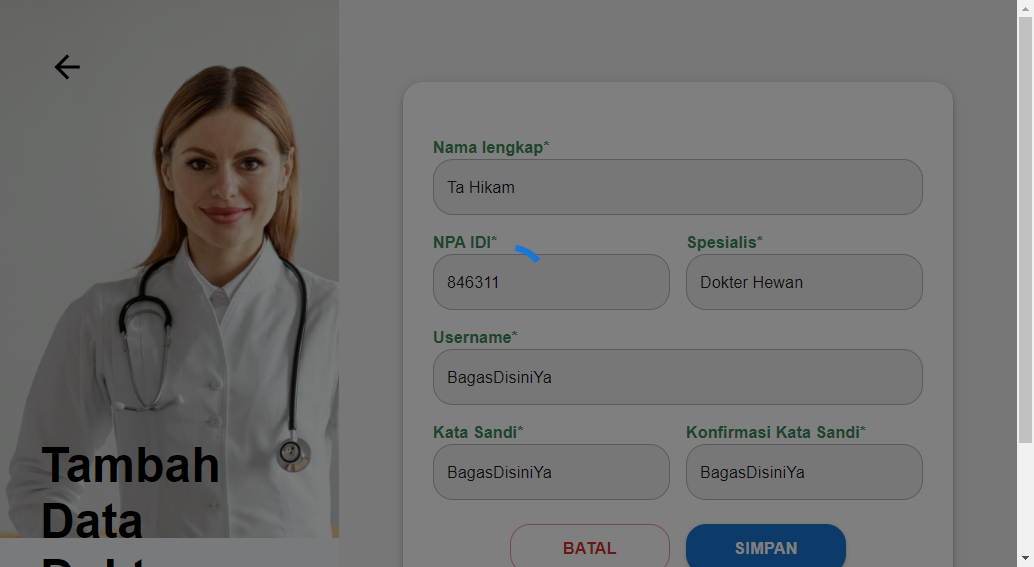 Nama lengkap*
Ta Hikam
NPA IDI*
Spesialis*
846311
Dokter Hewan
Username*
BagasDisiniYa
Kata Sandi*
Konfirmasi Kata Sandi*
BagasDisiniYa
BagasDisiniYa
BATAL
SIMPAN
Tambah
Data